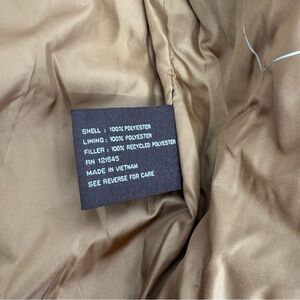 SHELL : 100% POLYESTER
LINING : 100% POLYESTER
FILLER : 100% RECYCLED POLYESTER
RN 121545
MADE IN VIETNAM
SEE REVERSE FOR CARE